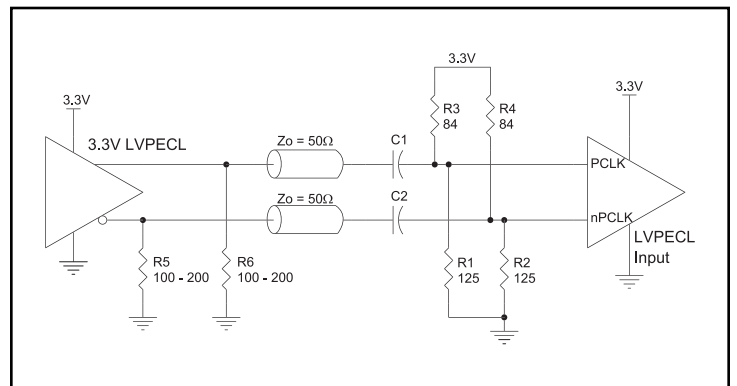 3.3V
3.3V LVPECL
Zo = 50Ω
Zo = 50Ω
C1
C2
3.3V
R3
84
R4
84
3.3V
PCLK
nPCLK
LVPECL
Input
R5
100 - 200
R6
100 - 200
R1
125
R2
125